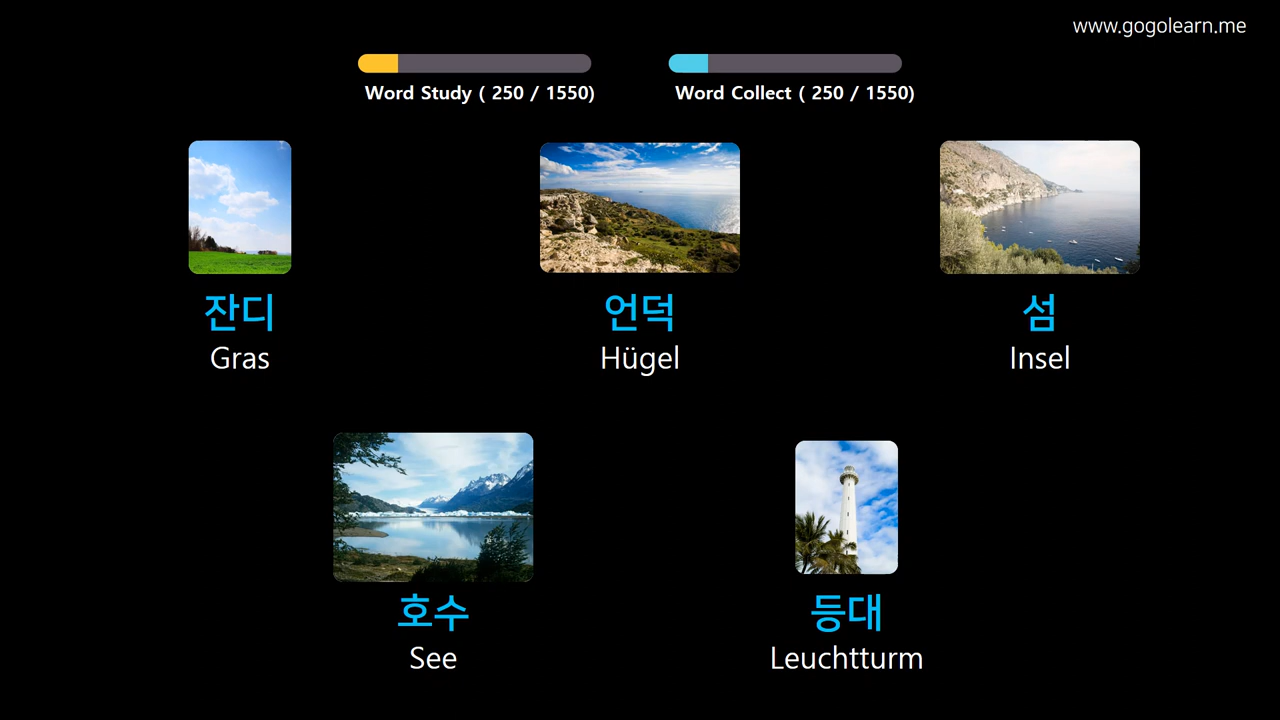 www.gogolearn.me
Word Study ( 250 / 1550)
Word Collect ( 250 / 1550)
잔디
Gras
언덕
Hügel
섬
Insel
호수
See
등대
Leuchtturm